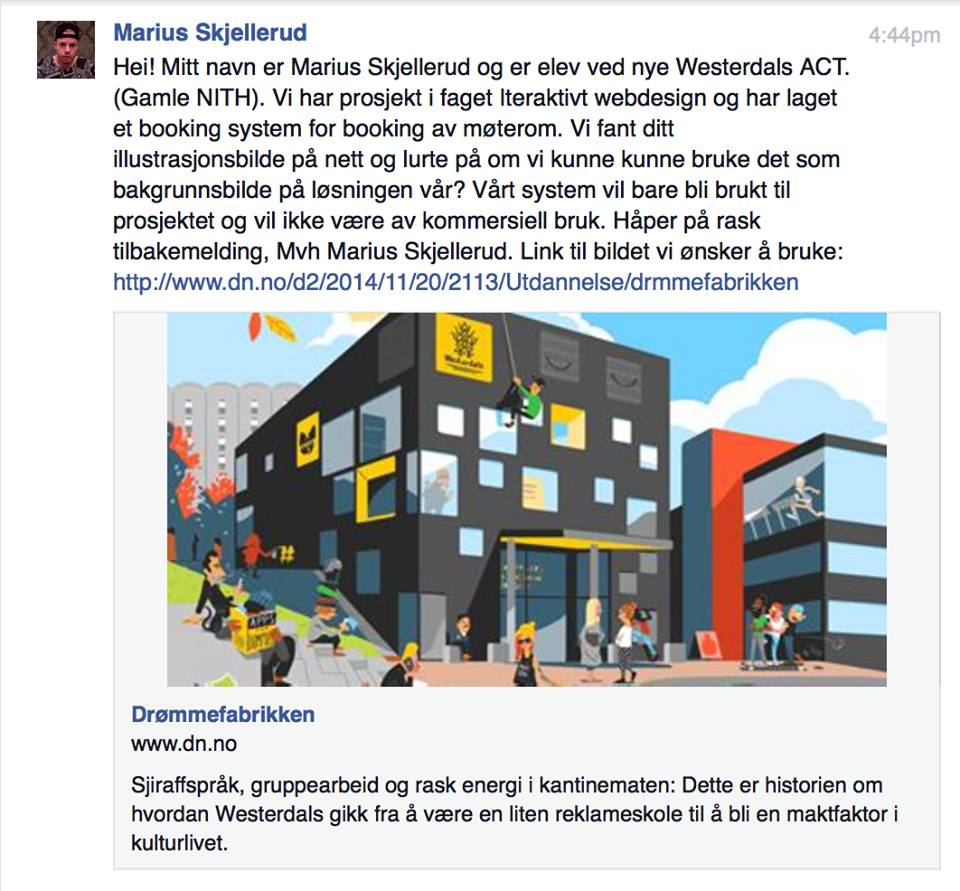 Marius Skjellerud
4:44pm
Hei! Mitt navn er Marius Skjellerud og er elev ved nye Westerdals ACT.
(Gamle NITH). Vi har prosjekt i faget Iteraktivt webdesign og har laget
et booking system for booking av møterom. Vi fant ditt
illustrasjonsbilde på nett og lurte på om vi kunne kunne bruke det som
bakgrunnsbilde på løsningen vår? Vårt system vil bare bli brukt til
prosjektet og vil ikke være av kommersiell bruk. Håper på rask
tilbakemelding, Mvh Marius Skjellerud. Link til bildet vi ønsker å bruke:
http://www.dn.no/d2/2014/11/20/2113/Utdannelse/drmmefabrikken
Westerdals
#
APPS
Drømmefabrikken
www.dn.no
Sjiraffspråk, gruppearbeid og rask energi i kantinematen: Dette er historien om
hvordan Westerdals gikk fra å være en liten reklameskole til å bli en maktfaktor i
kulturlivet.